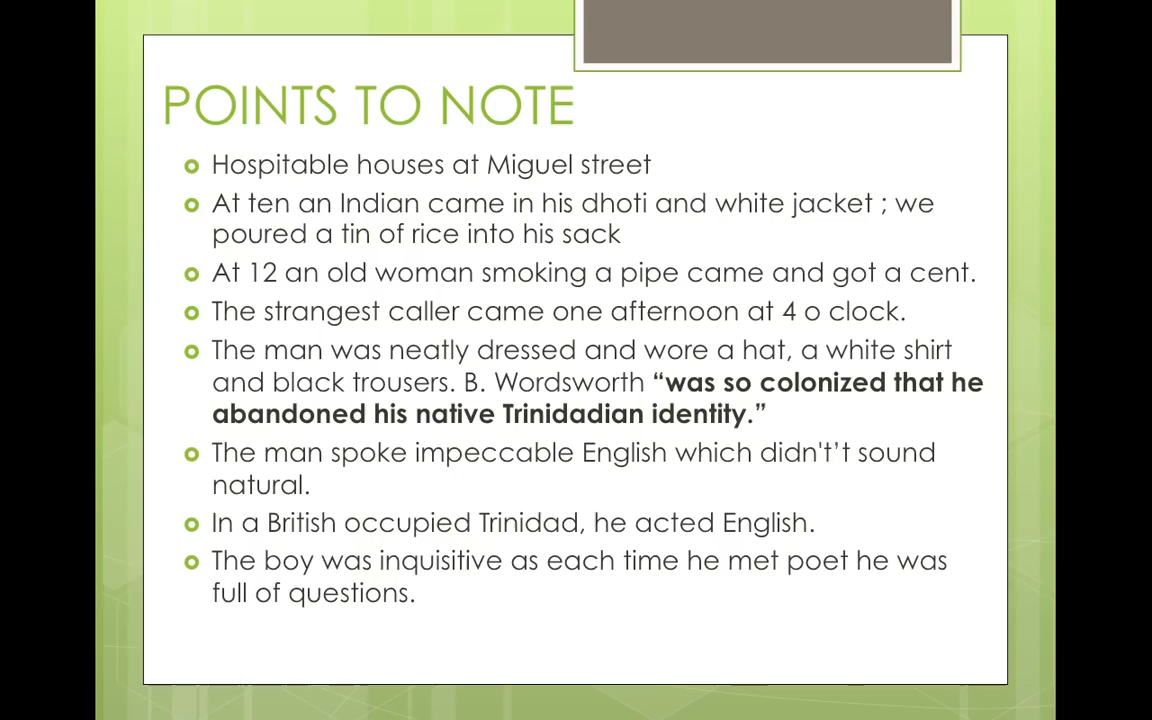 POINTS TO NOTE
Hospitable houses at Miguel street
At ten an Indian came in his dhoti and white jacket ; we
poured a tin of rice into his sack
At 12 an old woman smoking a pipe came and got a cent.
The strangest caller came one afternoon at 4 o clock.
The man was neatly dressed and wore a hat, a white shirt
and black trousers. B. Wordsworth “was so colonized that he
abandoned his native Trinidadian identity.”
The man spoke impeccable English which didn't’t sound
natural.
In a British occupied Trinidad, he acted English.
The boy was inquisitive as each time he met poet he was
full of questions.